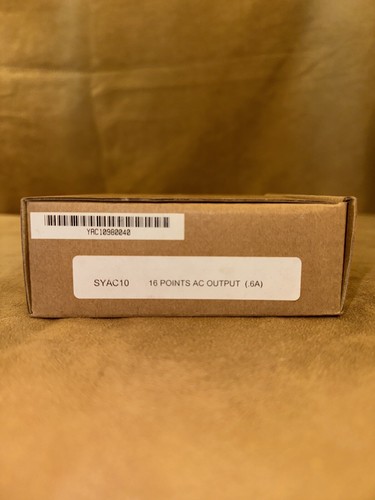 YAC10980040
SYAC10 16 POINTS AC OUTPUT (.6A)